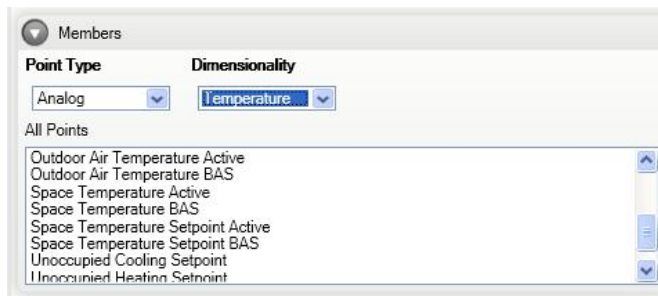 Members
Point Type Dimensionality
Analog Temperature
All Points
Outdoor Air Temperature Active
Outdoor Air Temperature BAS
Space Temperature Active
Space Temperature BAS
Space Temperature Setpoint Active
Space Temperature Setpoint BAS
Unoccupied Cooling Setpoint
Unoccupied Heating Setpoint